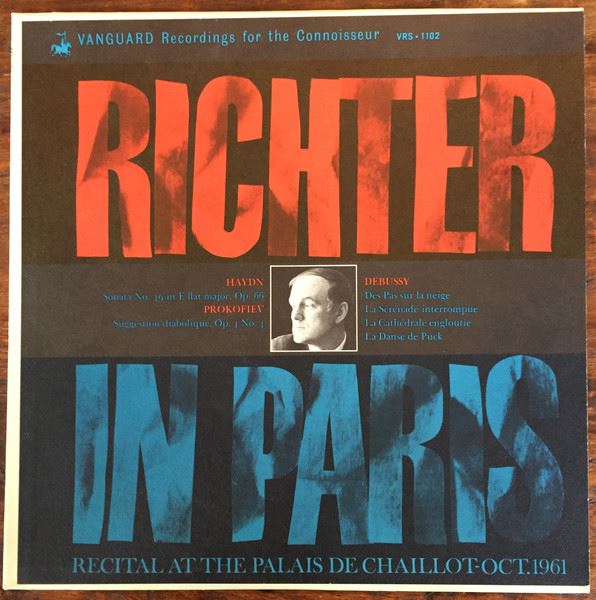 VANGUARD Recordings for the Connoisseur VRS - 1102
RICHTER
HAYDN
Sonata No. 39 in E flat major, Op. 66
PROKOFIEV
Suggestion diabolique, Op. 4 No. 4
DEBUSSY
Des Pas sur la neige
La Sérénade interrompue
La Cathédrale engloutie
La Danse de Puck
IN PARIS
RECITAL AT THE PALAIS DE CHAILLOT-OCT.1961